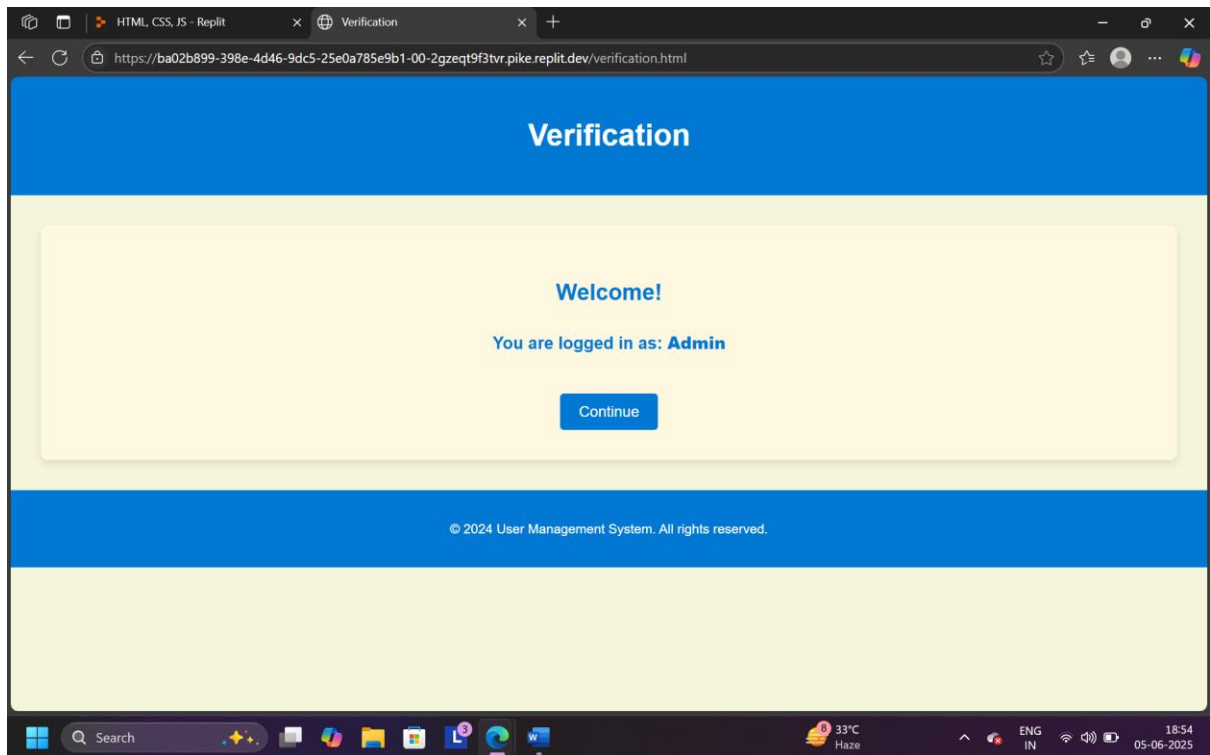 HTML, CSS, JS - Replit
Verification
https://ba02b899-398e-4d46-9dc5-25e0a785e9b1-00-2gzeqt9f3tvr.pike.replit.dev/verification.html
Verification
Welcome!
You are logged in as: Admin
Continue
© 2024 User Management System. All rights reserved.
Search
L
3
W
8
33°C
Haze
ENG
IN
18:54
05-06-2025